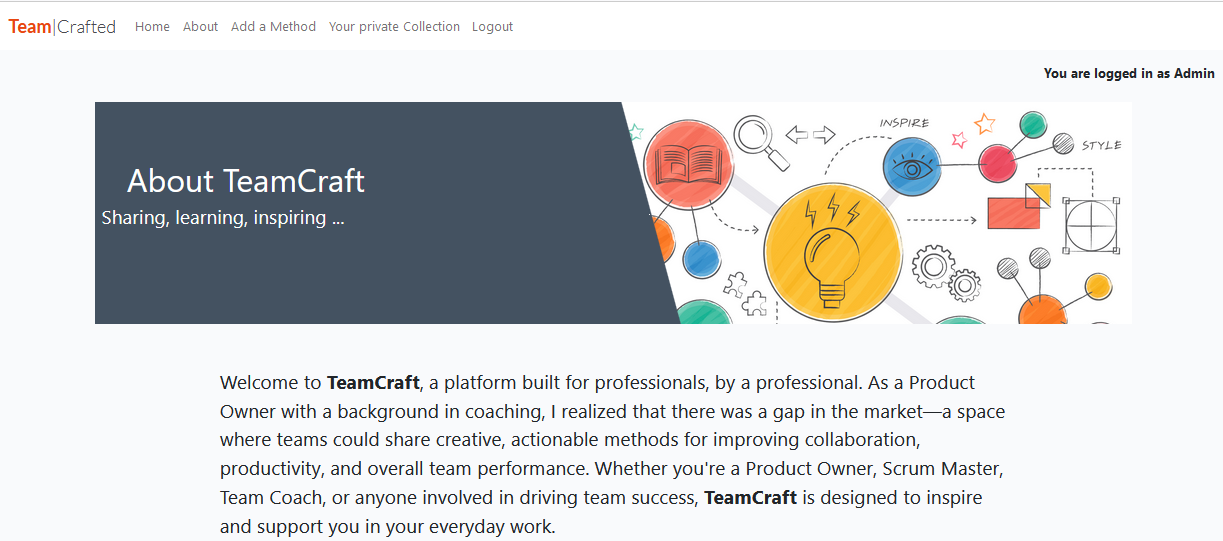 Team|Crafted Home About Add a Method Your private Collection Logout
You are logged in as Admin
About TeamCraft
Sharing, learning, inspiring ...
INSPIRE
STYLE
Welcome to TeamCraft, a platform built for professionals, by a professional. As a Product
Owner with a background in coaching, I realized that there was a gap in the market—a space
where teams could share creative, actionable methods for improving collaboration,
productivity, and overall team performance. Whether you're a Product Owner, Scrum Master,
Team Coach, or anyone involved in driving team success, TeamCraft is designed to inspire
and support you in your everyday work.